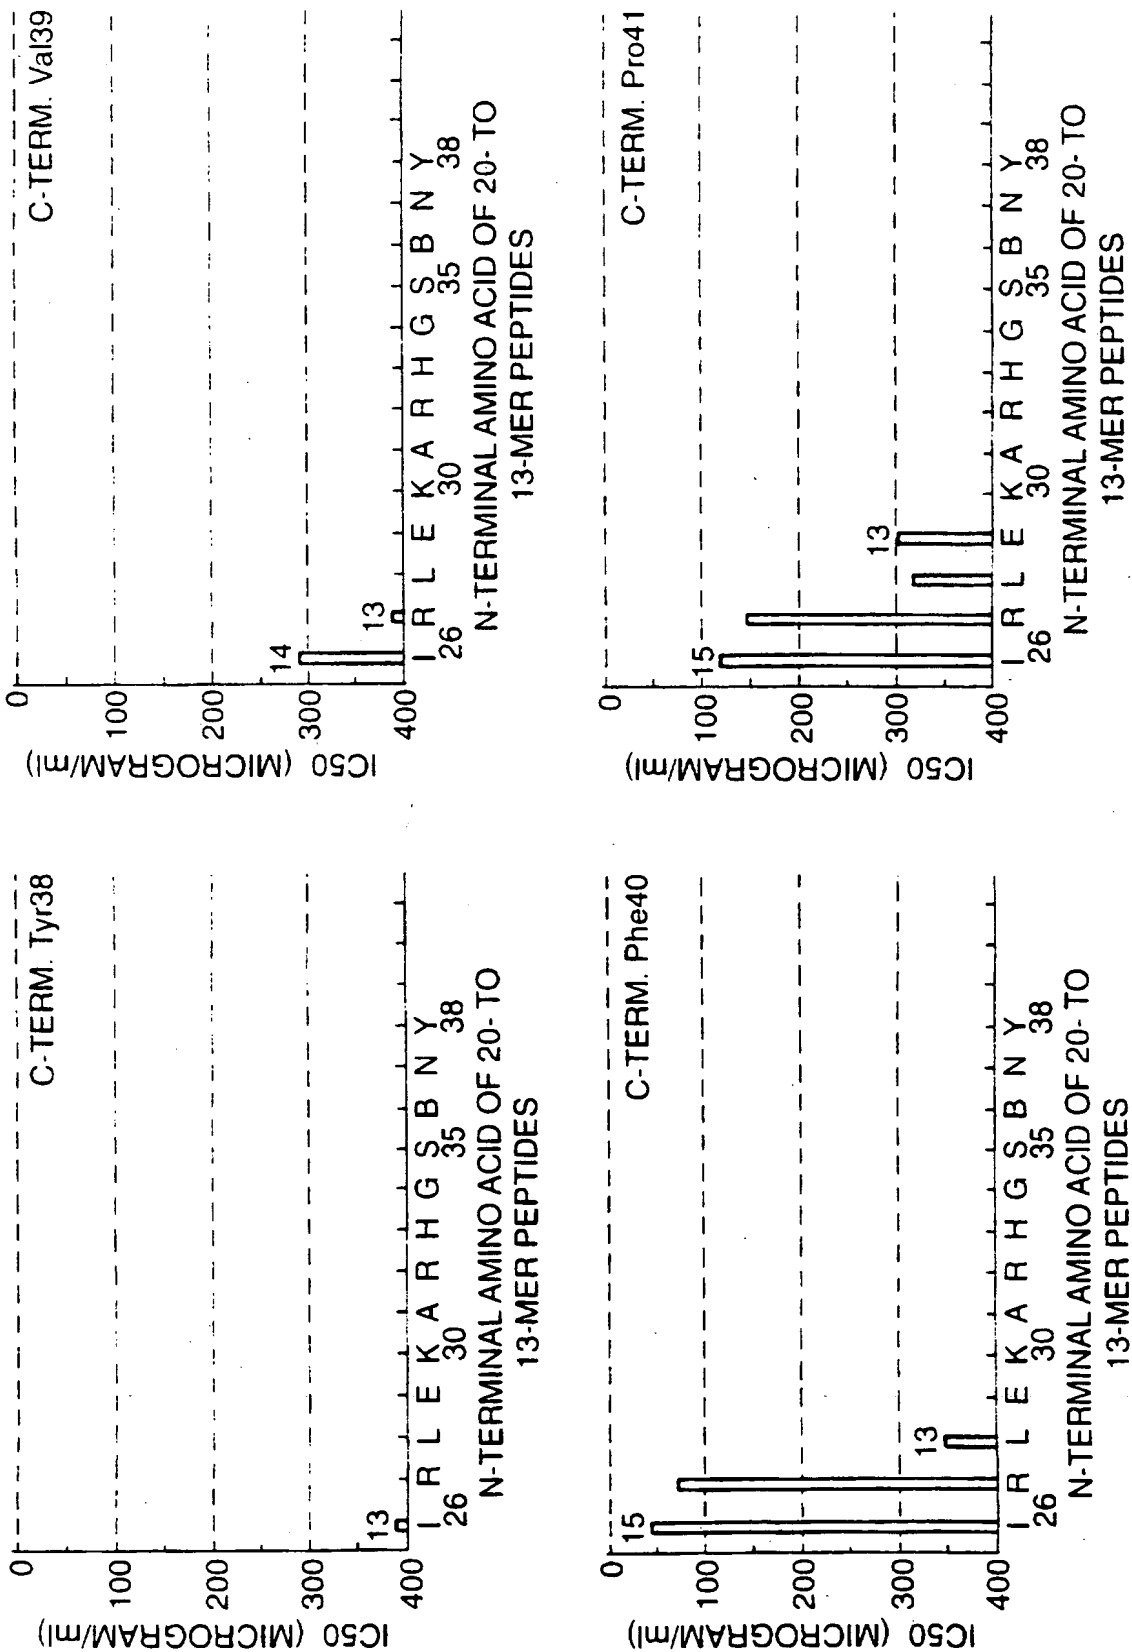 C-TERM. Tyr38
0
100
200
300
400
IC50 (MICROGRAM/ml)
13
I R L E K A R H G S B N Y
26 30 35 38
N-TERMINAL AMINO ACID OF 20- TO
13-MER PEPTIDES
C-TERM. Val39
0
100
200
300
400
IC50 (MICROGRAM/ml)
14
13
I R L E K A R H G S B N Y
26 30 35 38
N-TERMINAL AMINO ACID OF 20- TO
13-MER PEPTIDES
C-TERM. Phe40
0
100
200
300
400
IC50 (MICROGRAM/ml)
15
13
I R L E K A R H G S B N Y
26 30 35 38
N-TERMINAL AMINO ACID OF 20- TO
13-MER PEPTIDES
C-TERM. Pro41
0
100
200
300
400
IC50 (MICROGRAM/ml)
15
13
I R L E K A R H G S B N Y
26 30 35 38
N-TERMINAL AMINO ACID OF 20- TO
13-MER PEPTIDES